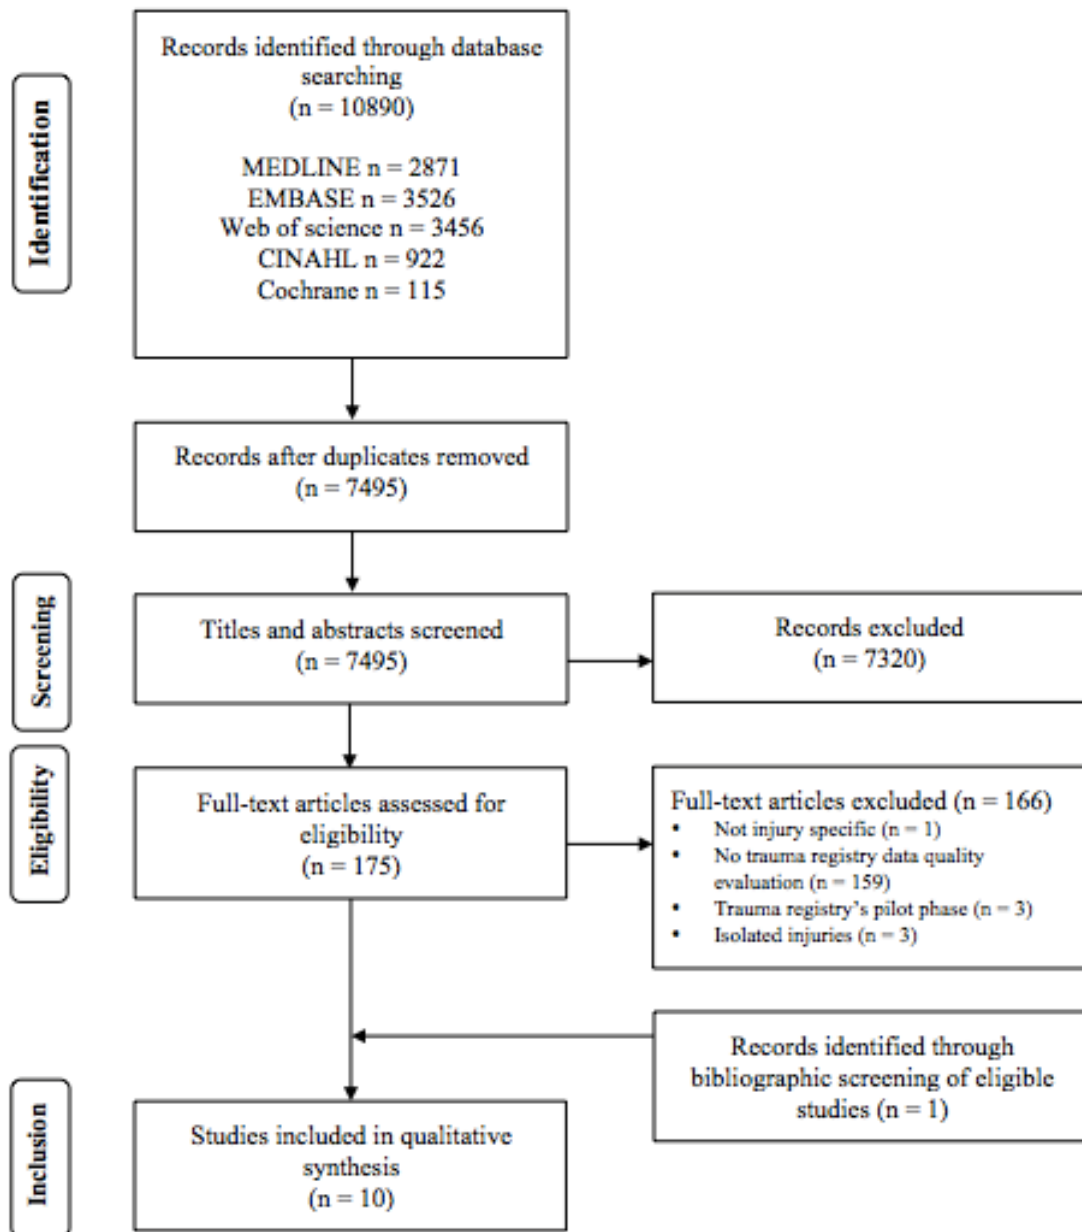 Identification
Records identified through database
searching
(n = 10890)
MEDLINE n = 2871
EMBASE n = 3526
Web of science n = 3456
CINAHL n = 922
Cochrane n = 115
Records after duplicates removed
(n = 7495)
Screening
Titles and abstracts screened
(n = 7495)
Records excluded
(n = 7320)
Eligibility
Full-text articles assessed for
eligibility
(n = 175)
Full-text articles excluded (n = 166)
• Not injury specific (n = 1)
• No trauma registry data quality
evaluation (n = 159)
• Trauma registry's pilot phase (n = 3)
• Isolated injuries (n = 3)
Records identified through
bibliographic screening of eligible
studies (n = 1)
Inclusion
Studies included in qualitative
synthesis
(n = 10)